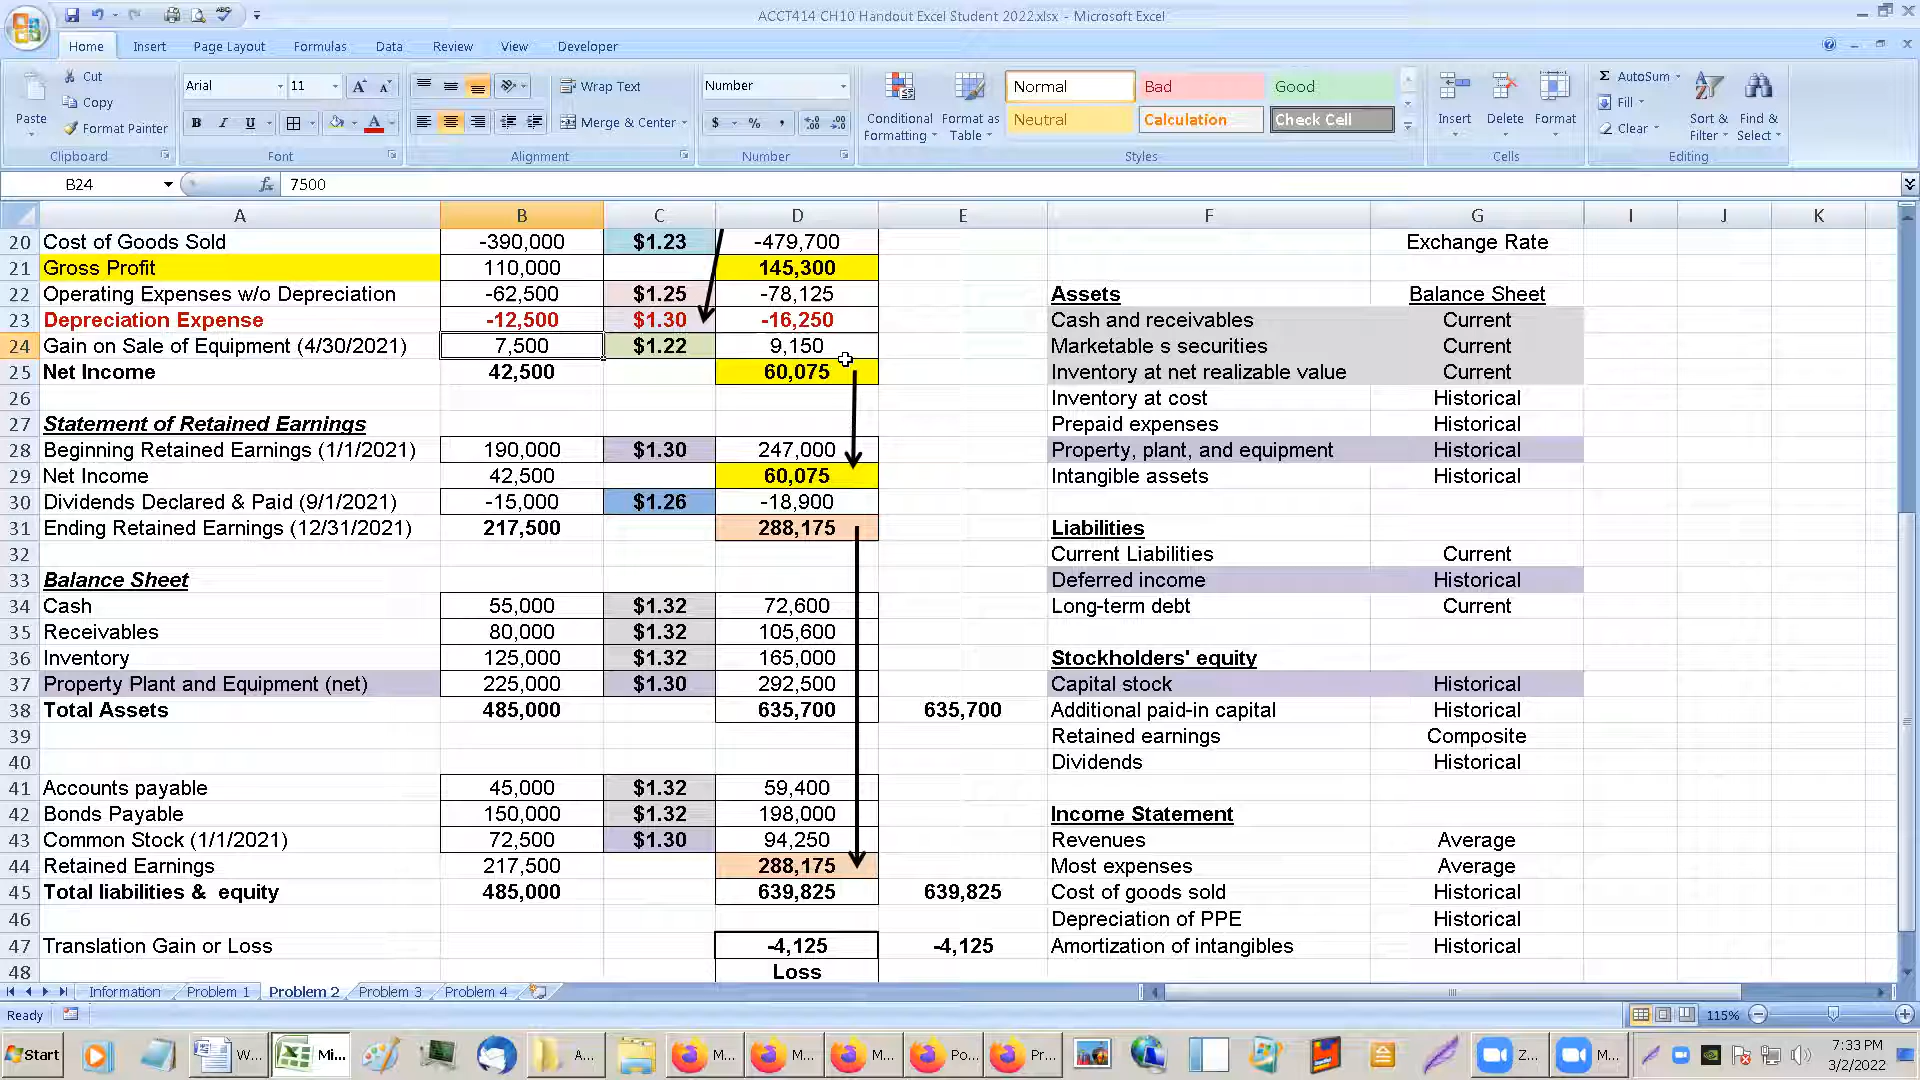 ACCT414 CH10 Handout Excel Student 2022.xlsx - Microsoft Excel
Home Insert Page Layout Formulas Data Review View Developer
Paste
Cut
Copy
Format Painter
Clipboard
Arial 11
B I U
Font
Wrap Text
Merge & Center
Alignment
Number
$ % ,
Number
Conditional Formatting
Format as Table
Normal Bad Good
Neutral Calculation Check Cell
Styles
Insert Delete Format
Cells
Σ AutoSum
Fill
Clear
Sort & Filter
Find & Select
Editing
B24 fx 7500
A B C D E F G I J K
20 Cost of Goods Sold -390,000 $1.23 -479,700 Exchange Rate
21 Gross Profit 110,000 145,300
22 Operating Expenses w/o Depreciation -62,500 $1.25 -78,125 Assets Balance Sheet
23 Depreciation Expense -12,500 $1.30 -16,250 Cash and receivables Current
24 Gain on Sale of Equipment (4/30/2021) 7,500 $1.22 9,150 Marketable s securities Current
25 Net Income 42,500 60,075 Inventory at net realizable value Current
26 Inventory at cost Historical
27 Statement of Retained Earnings Prepaid expenses Historical
28 Beginning Retained Earnings (1/1/2021) 190,000 $1.30 247,000 Property, plant, and equipment Historical
29 Net Income 42,500 60,075 Intangible assets Historical
30 Dividends Declared & Paid (9/1/2021) -15,000 $1.26 -18,900
31 Ending Retained Earnings (12/31/2021) 217,500 288,175 Liabilities
32 Current Liabilities Current
33 Balance Sheet Deferred income Historical
34 Cash 55,000 $1.32 72,600 Long-term debt Current
35 Receivables 80,000 $1.32 105,600
36 Inventory 125,000 $1.32 165,000 Stockholders' equity
37 Property Plant and Equipment (net) 225,000 $1.30 292,500 Capital stock Historical
38 Total Assets 485,000 635,700 635,700 Additional paid-in capital Historical
39 Retained earnings Composite
40 Dividends Historical
41 Accounts payable 45,000 $1.32 59,400
42 Bonds Payable 150,000 $1.32 198,000 Income Statement
43 Common Stock (1/1/2021) 72,500 $1.30 94,250 Revenues Average
44 Retained Earnings 217,500 288,175 Most expenses Average
45 Total liabilities & equity 485,000 639,825 639,825 Cost of goods sold Historical
46 Depreciation of PPE Historical
47 Translation Gain or Loss -4,125 -4,125 Amortization of intangibles Historical
48 Loss
Information Problem 1 Problem 2 Problem 3 Problem 4
Ready 115%
Start W... Mi... A... M... M... M... Po... Pr... Z... M... 7:33 PM
3/2/2022